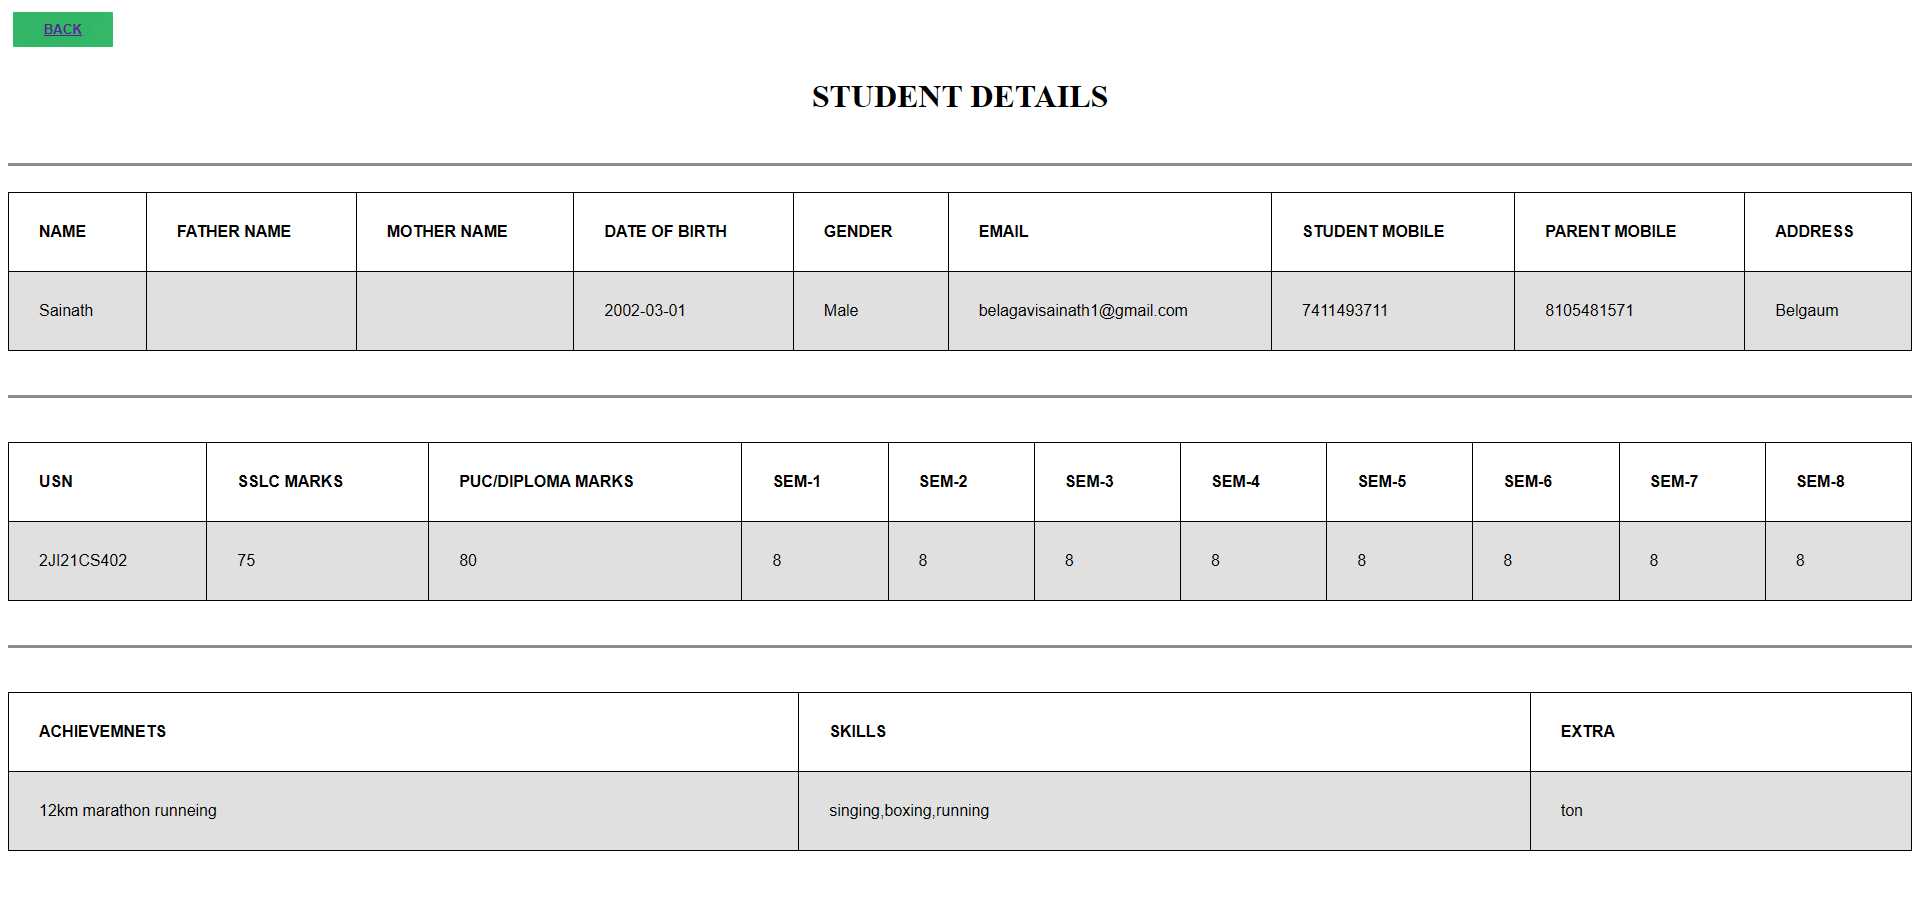 BACK
STUDENT DETAILS
NAME FATHER NAME MOTHER NAME DATE OF BIRTH GENDER EMAIL STUDENT MOBILE PARENT MOBILE ADDRESS
Sainath 2002-03-01 Male belagavisainath1@gmail.com 7411493711 8105481571 Belgaum
USN SSLC MARKS PUC/DIPLOMA MARKS SEM-1 SEM-2 SEM-3 SEM-4 SEM-5 SEM-6 SEM-7 SEM-8
2JI21CS402 75 80 8 8 8 8 8 8 8 8
ACHIEVEMNETS SKILLS EXTRA
12km marathon runneing singing,boxing,running ton